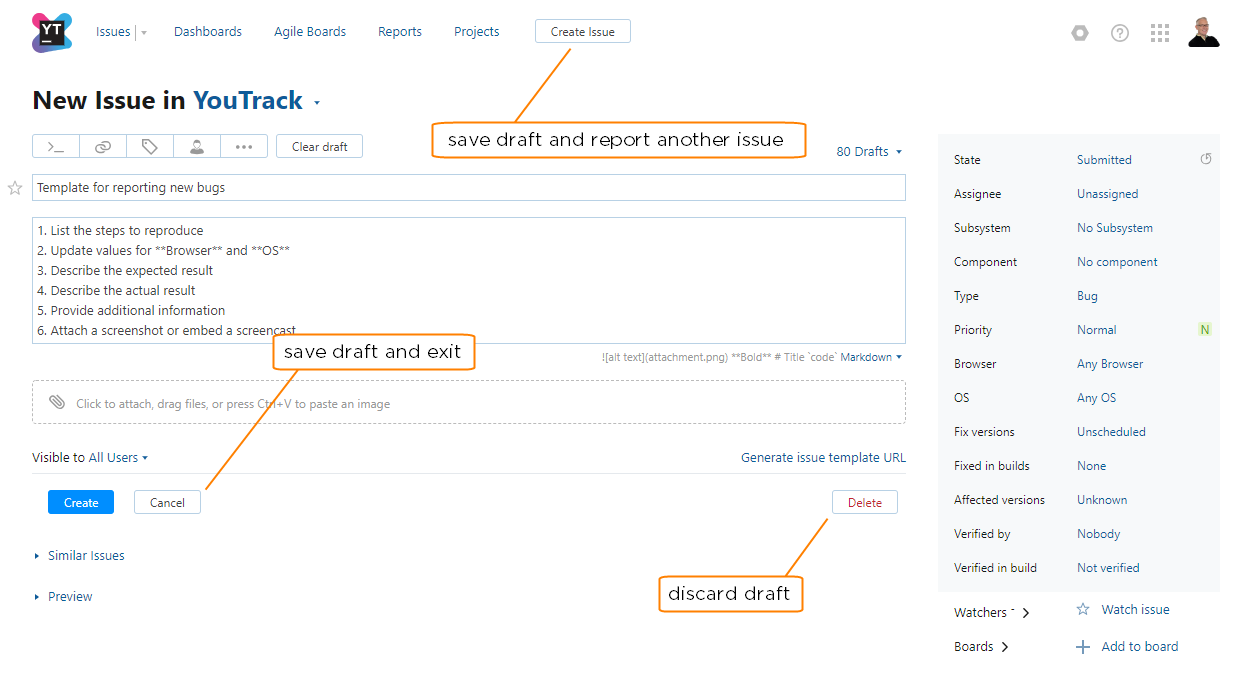 YT
Issues Dashboards Agile Boards Reports Projects Create Issue
New Issue in YouTrack
save draft and report another issue
>_ Clear draft
80 Drafts
Template for reporting new bugs
1. List the steps to reproduce
2. Update values for **Browser** and **OS**
3. Describe the expected result
4. Describe the actual result
5. Provide additional information
6. Attach a screenshot or embed a screencast
save draft and exit
![alt text](attachment.png) **Bold** # Title `code` Markdown
Click to attach, drag files, or press Ctrl+V to paste an image
Visible to All Users
Generate issue template URL
Create Cancel Delete
Similar Issues
discard draft
Preview
State Submitted
Assignee Unassigned
Subsystem No Subsystem
Component No component
Type Bug
Priority Normal N
Browser Any Browser
OS Any OS
Fix versions Unscheduled
Fixed in builds None
Affected versions Unknown
Verified by Nobody
Verified in build Not verified
Watchers Watch issue
Boards Add to board